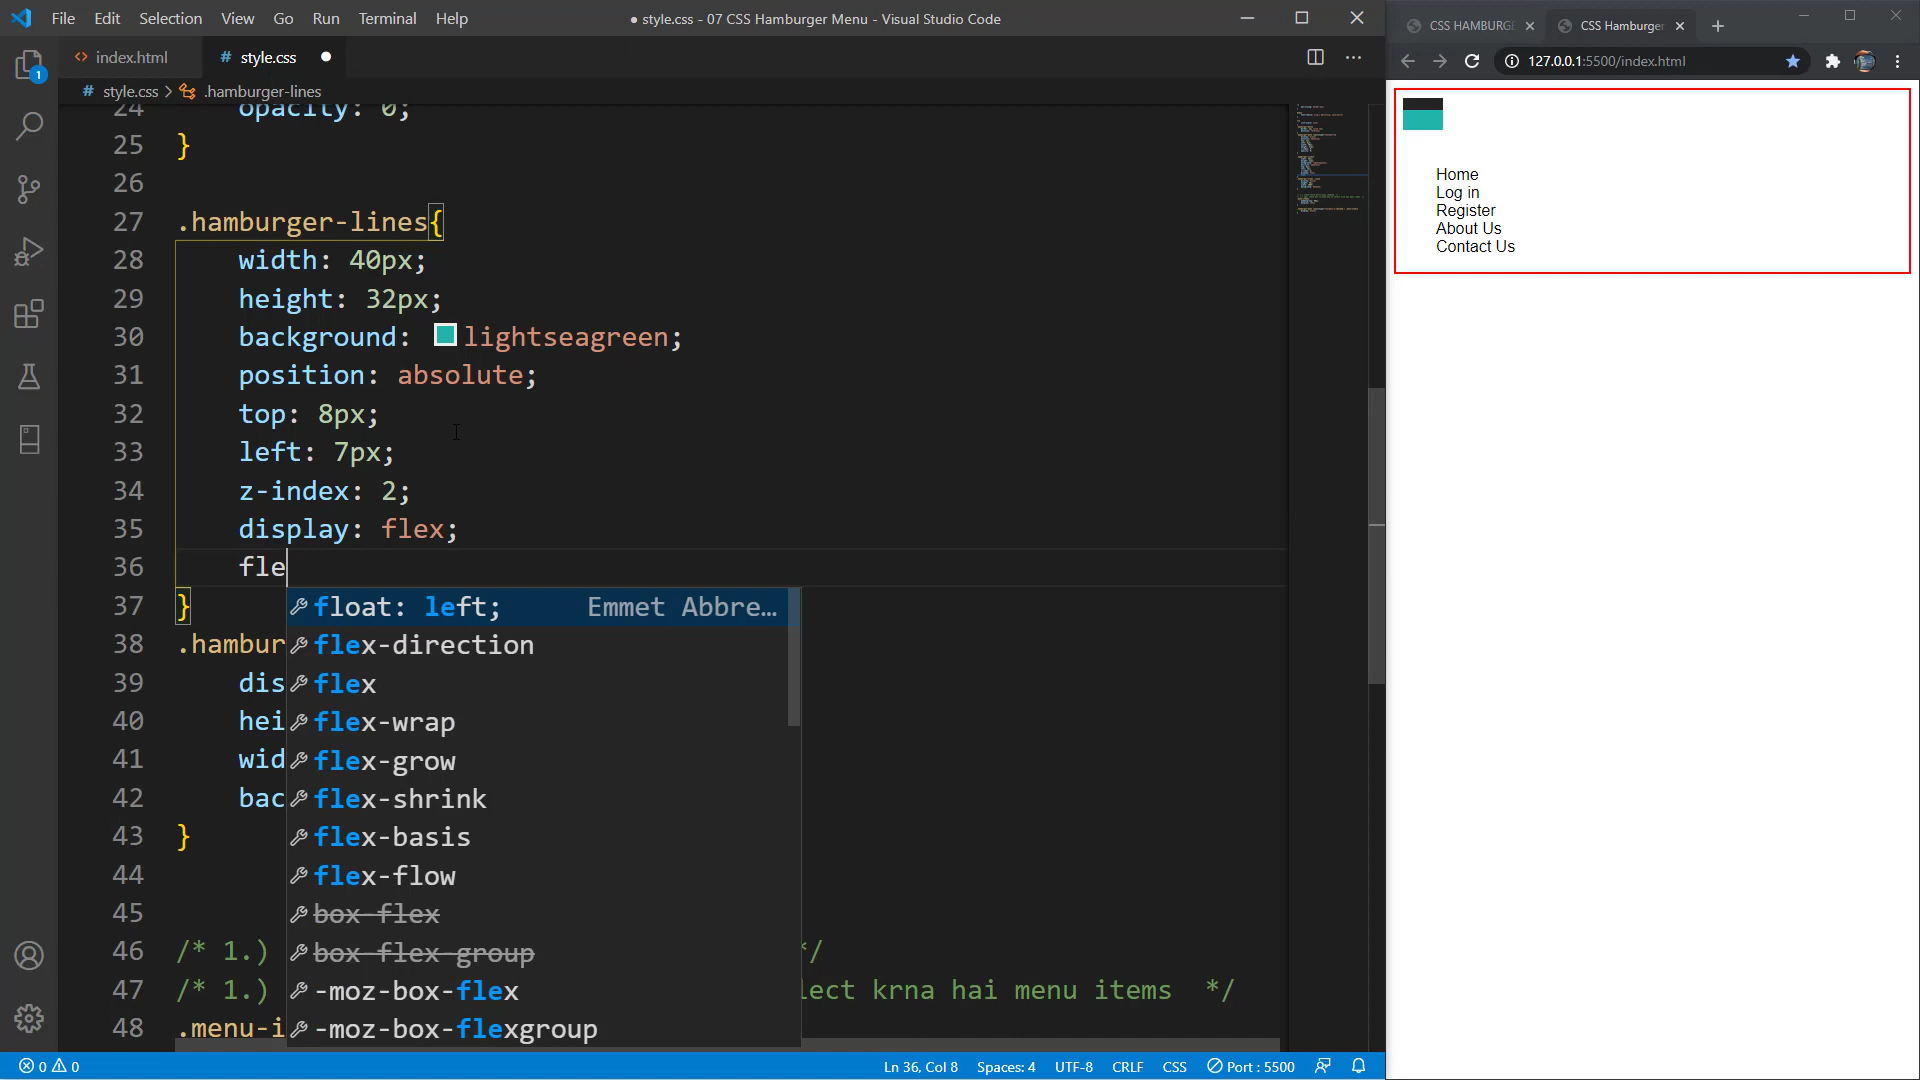 File Edit Selection View Go Run Terminal Help
● style.css - 07 CSS Hamburger Menu - Visual Studio Code
index.html
# style.css ●
# style.css > .hamburger-lines
24 opacity: 0;
25 }
26
27 .hamburger-lines{
28 width: 40px;
29 height: 32px;
30 background: lightseagreen;
31 position: absolute;
32 top: 8px;
33 left: 7px;
34 z-index: 2;
35 display: flex;
36 fle
37 }
38 .hambur
39 dis
40 hei
41 wid
42 bac
43 }
44
45
46 /* 1.) */
47 /* 1.) lect krna hai menu items */
48 .menu-i
float: left; Emmet Abbre…
flex-direction
flex
flex-wrap
flex-grow
flex-shrink
flex-basis
flex-flow
box-flex
box-flex-group
-moz-box-flex
-moz-box-flexgroup
1
0 0
Ln 36, Col 8 Spaces: 4 UTF-8 CRLF CSS Port : 5500
CSS HAMBURGE
CSS Hamburger
127.0.0.1:5500/index.html
Home
Log in
Register
About Us
Contact Us